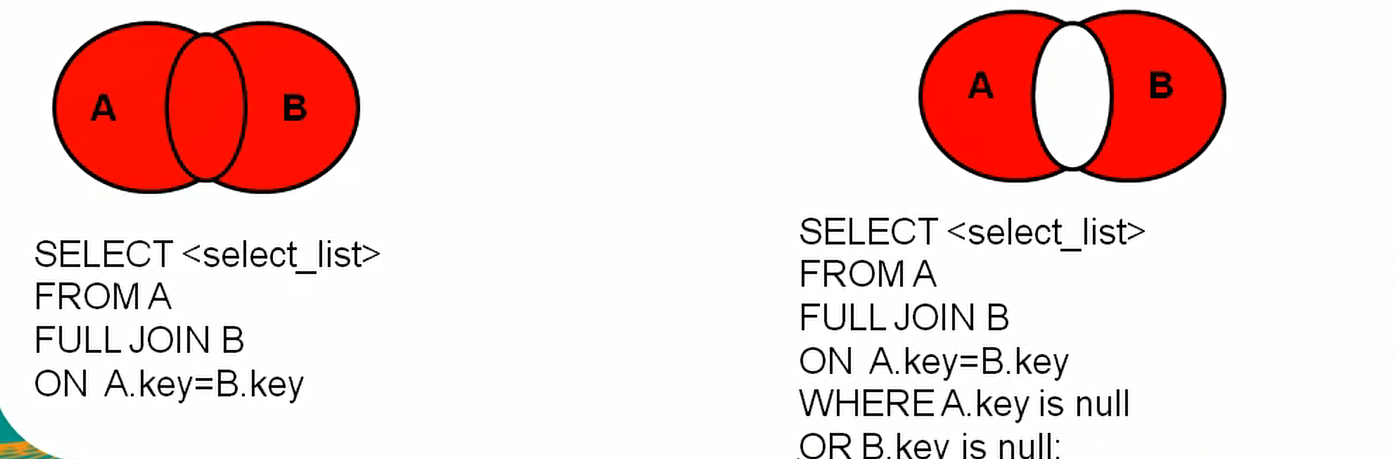 A B
SELECT <select_list>
FROM A
FULL JOIN B
ON A.key=B.key
A B
SELECT <select_list>
FROM A
FULL JOIN B
ON A.key=B.key
WHERE A.key is null
OR B.key is null;